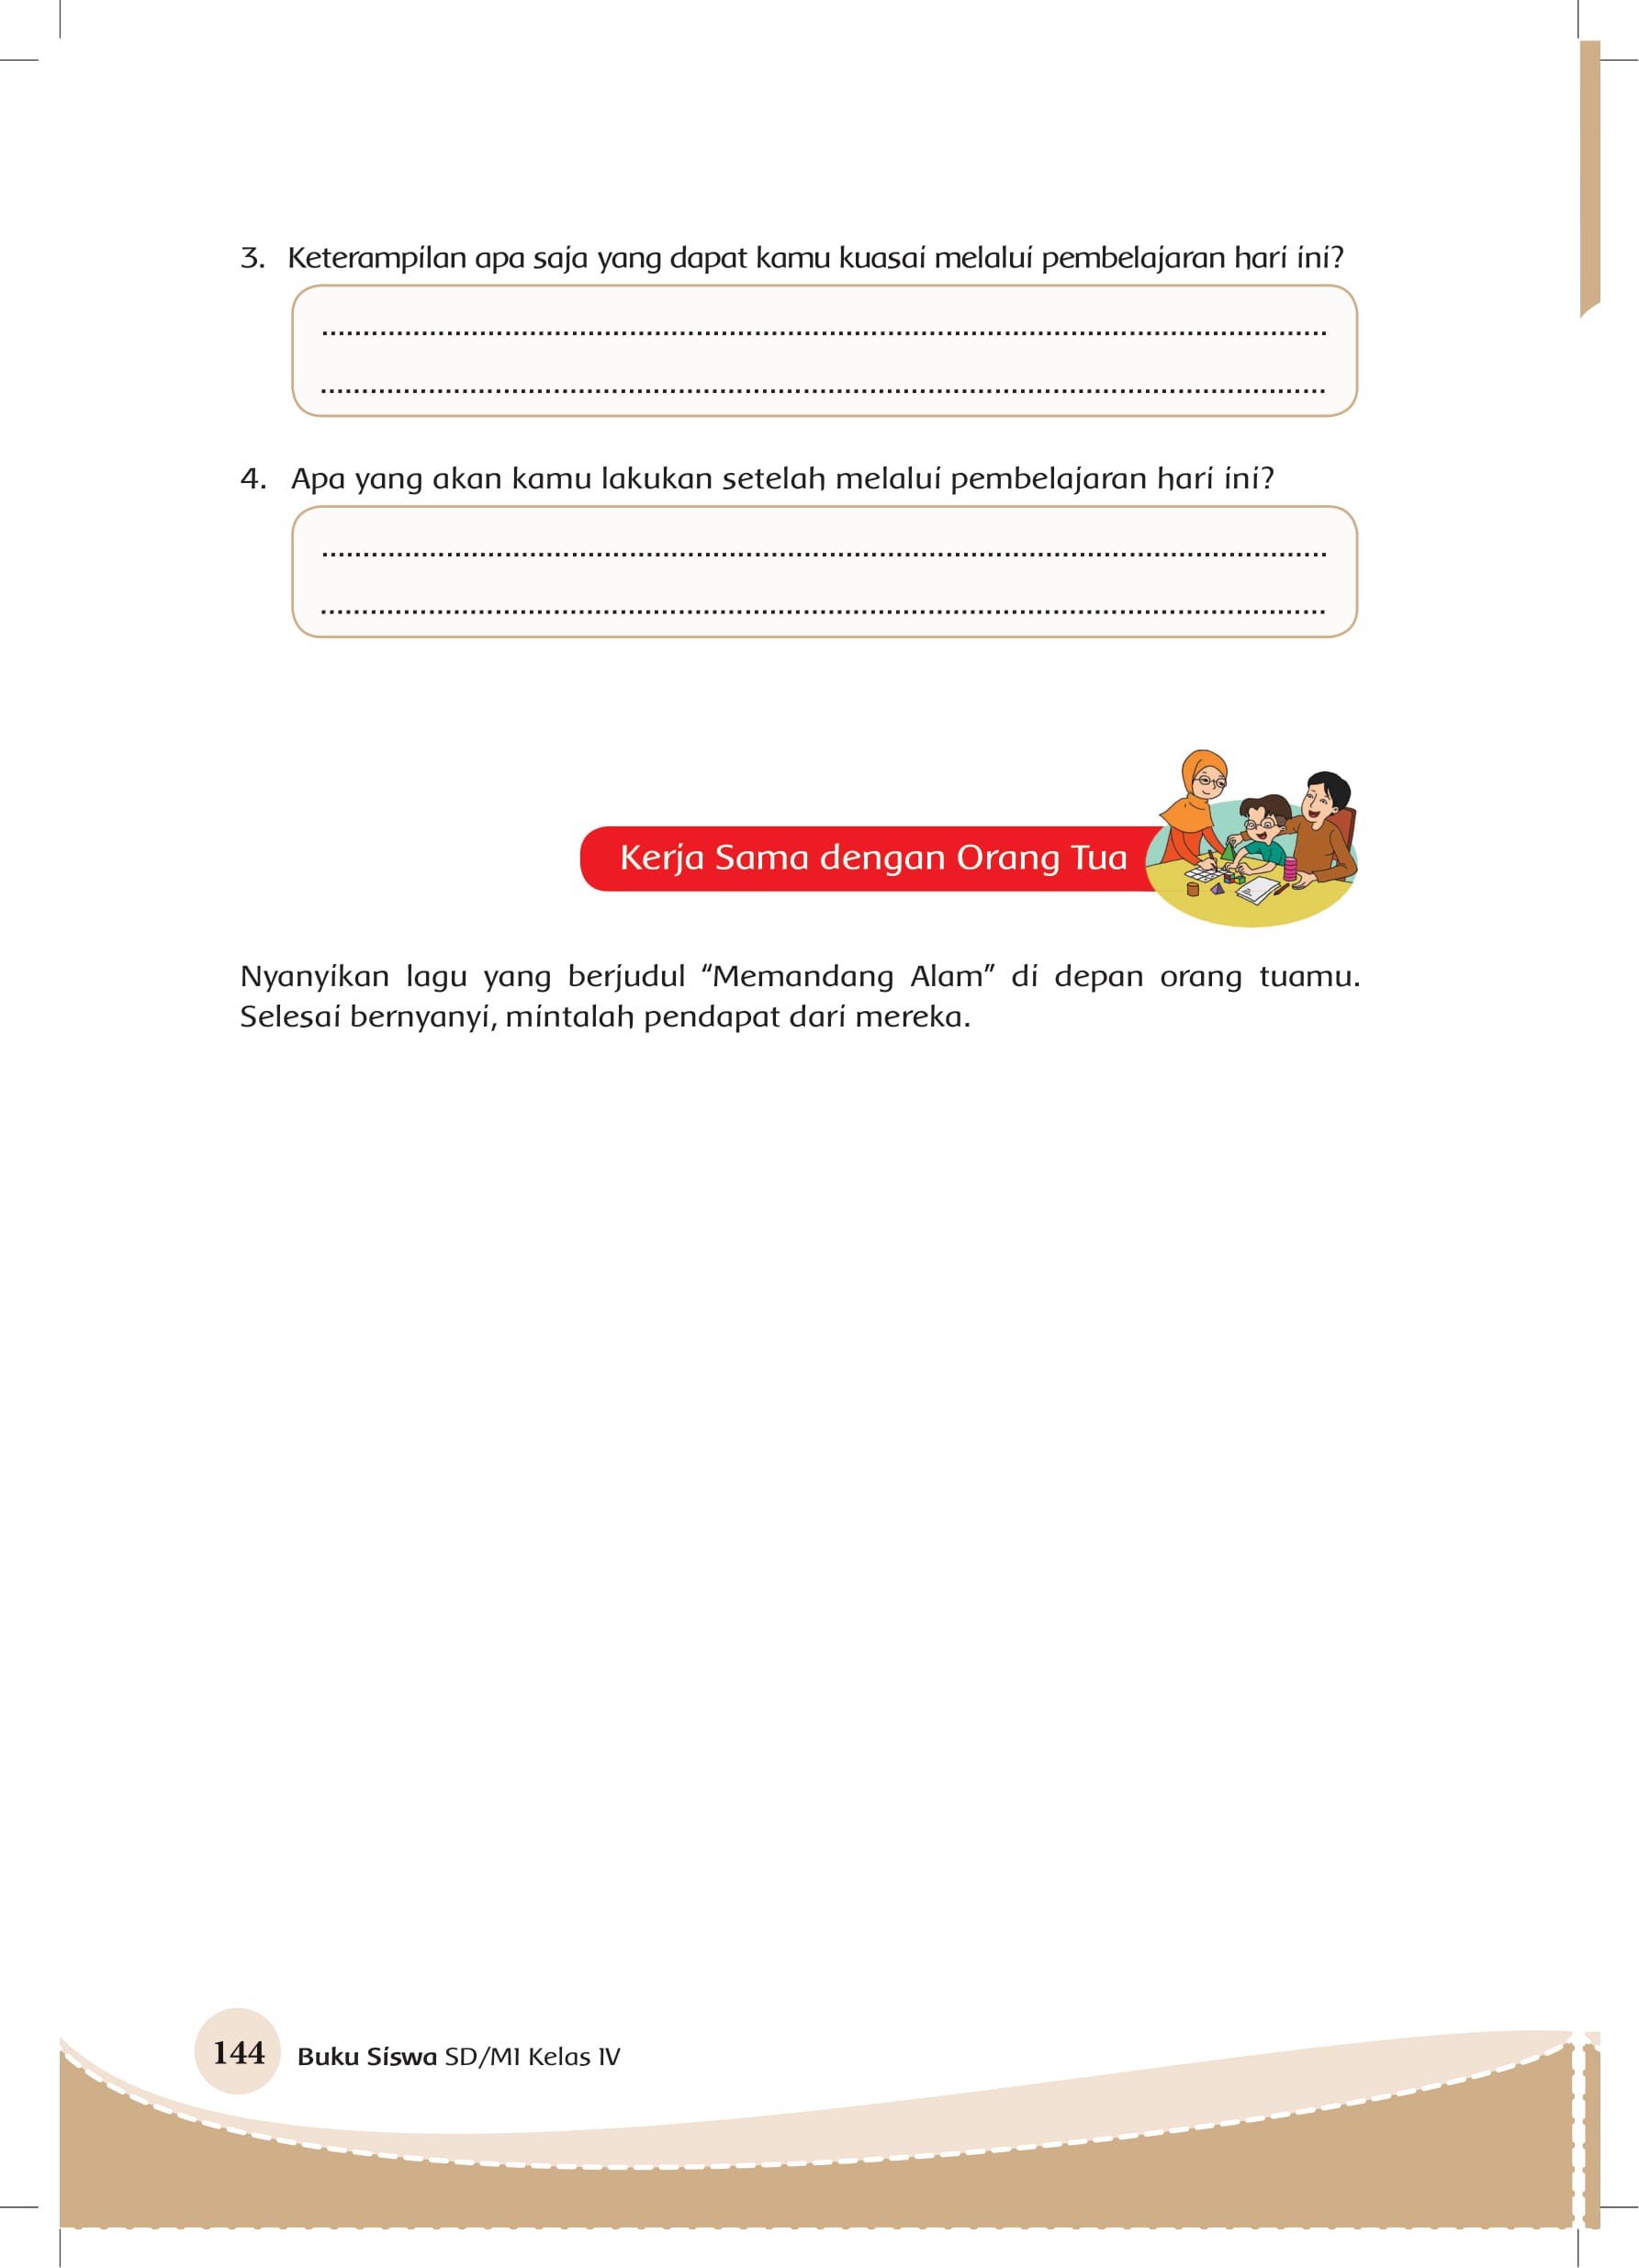 3. Keterampilan apa saja yang dapat kamu kuasai melalui pembelajaran hari ini?
4. Apa yang akan kamu lakukan setelah melalui pembelajaran hari ini?
Kerja Sama dengan Orang Tua
Nyanyikan lagu yang berjudul “Memandang Alam” di depan orang tuamu.
Selesai bernyanyi, mintalah pendapat dari mereka.
144 Buku Siswa SD/MI Kelas IV